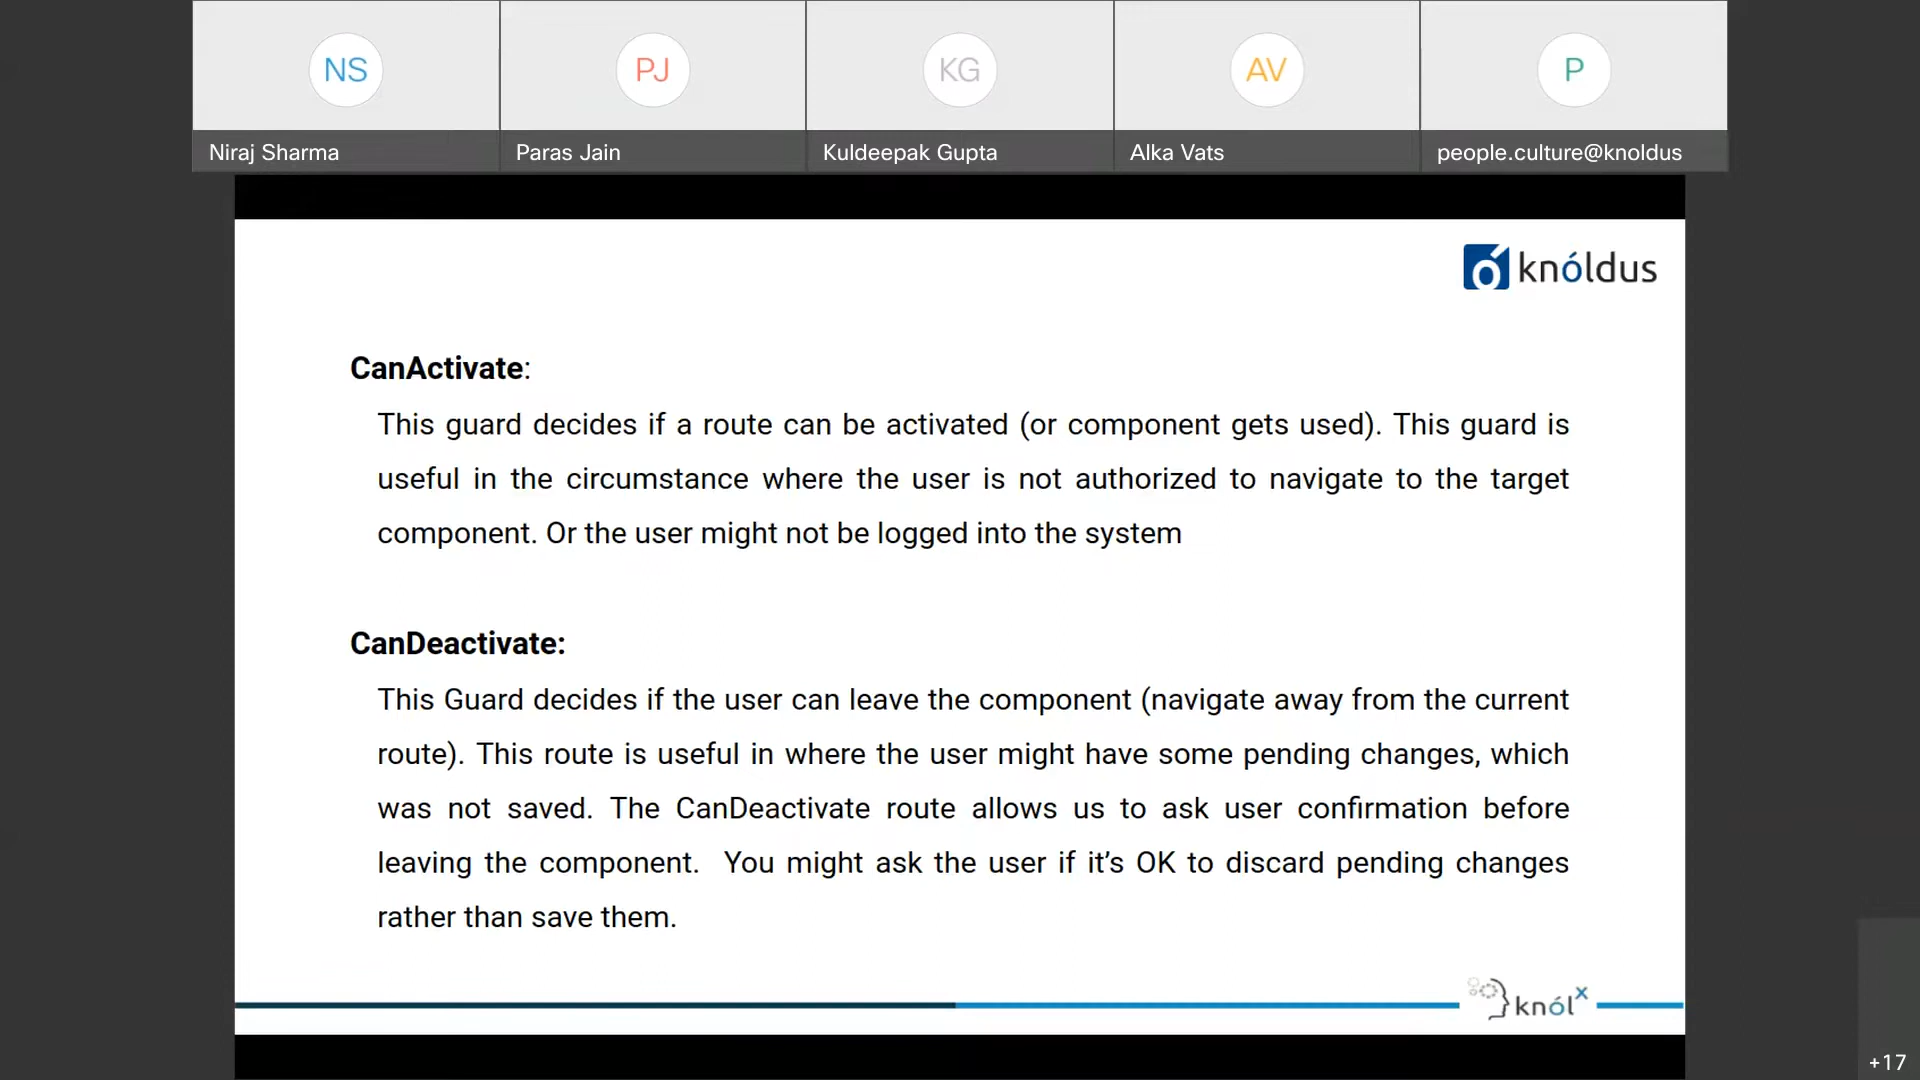 NS
PJ
KG
AV
P
Niraj Sharma
Paras Jain
Kuldeepak Gupta
Alka Vats
people.culture@knoldus
knóldus
CanActivate:
This guard decides if a route can be activated (or component gets used). This guard is
useful in the circumstance where the user is not authorized to navigate to the target
component. Or the user might not be logged into the system
CanDeactivate:
This Guard decides if the user can leave the component (navigate away from the current
route). This route is useful in where the user might have some pending changes, which
was not saved. The CanDeactivate route allows us to ask user confirmation before
leaving the component. You might ask the user if it’s OK to discard pending changes
rather than save them.
knólx
+17